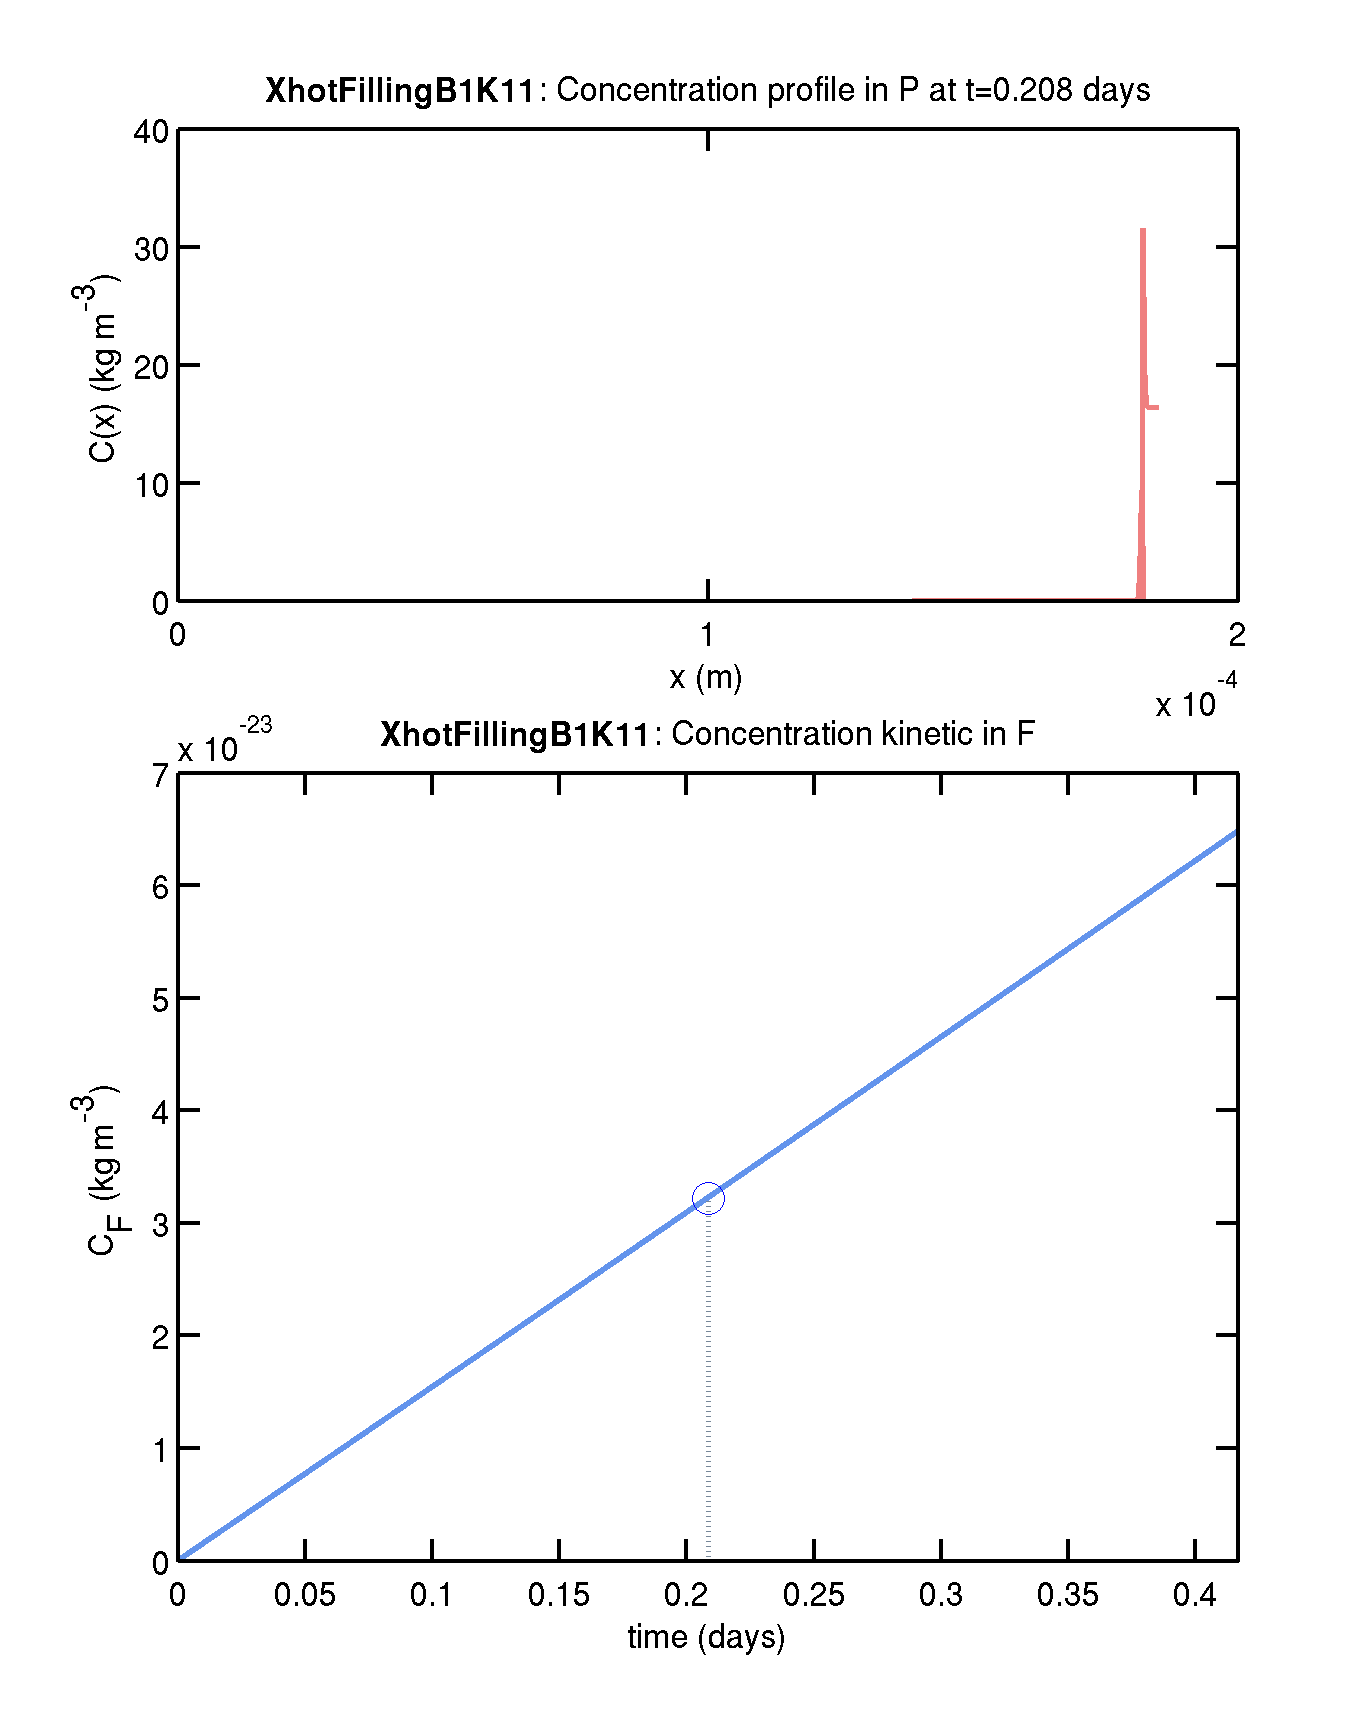 XhotFillingB1K11: Concentration profile in P at t=0.208 days
40
30
20
10
0
C(x) (kg m-3)
0 1 2
x (m)
x 10-4
x 10-23
XhotFillingB1K11: Concentration kinetic in F
7
6
5
4
3
2
1
0
CF (kg m-3)
0 0.05 0.1 0.15 0.2 0.25 0.3 0.35 0.4
time (days)